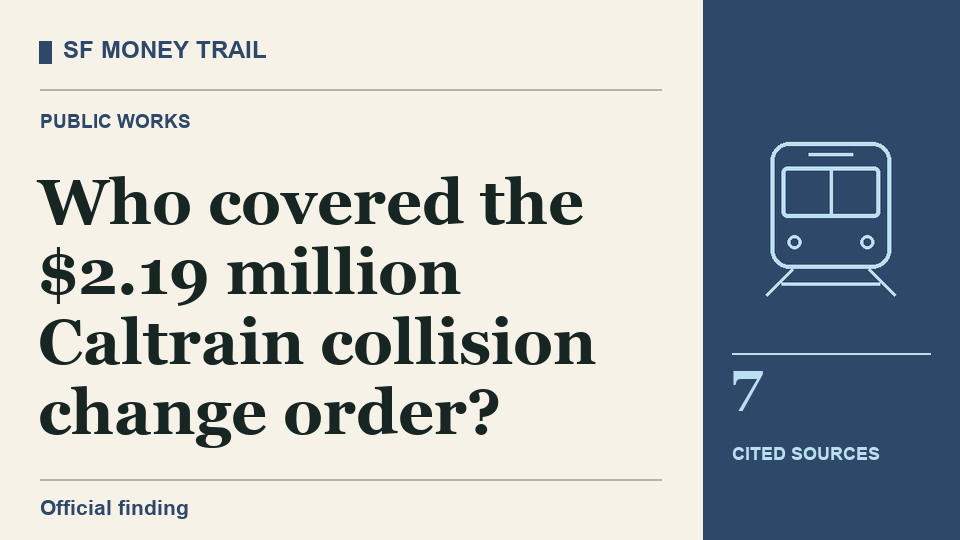 SF MONEY TRAIL
PUBLIC WORKS
Who covered the
$2.19 million
Caltrain collision
change order?
Official finding
7
CITED SOURCES